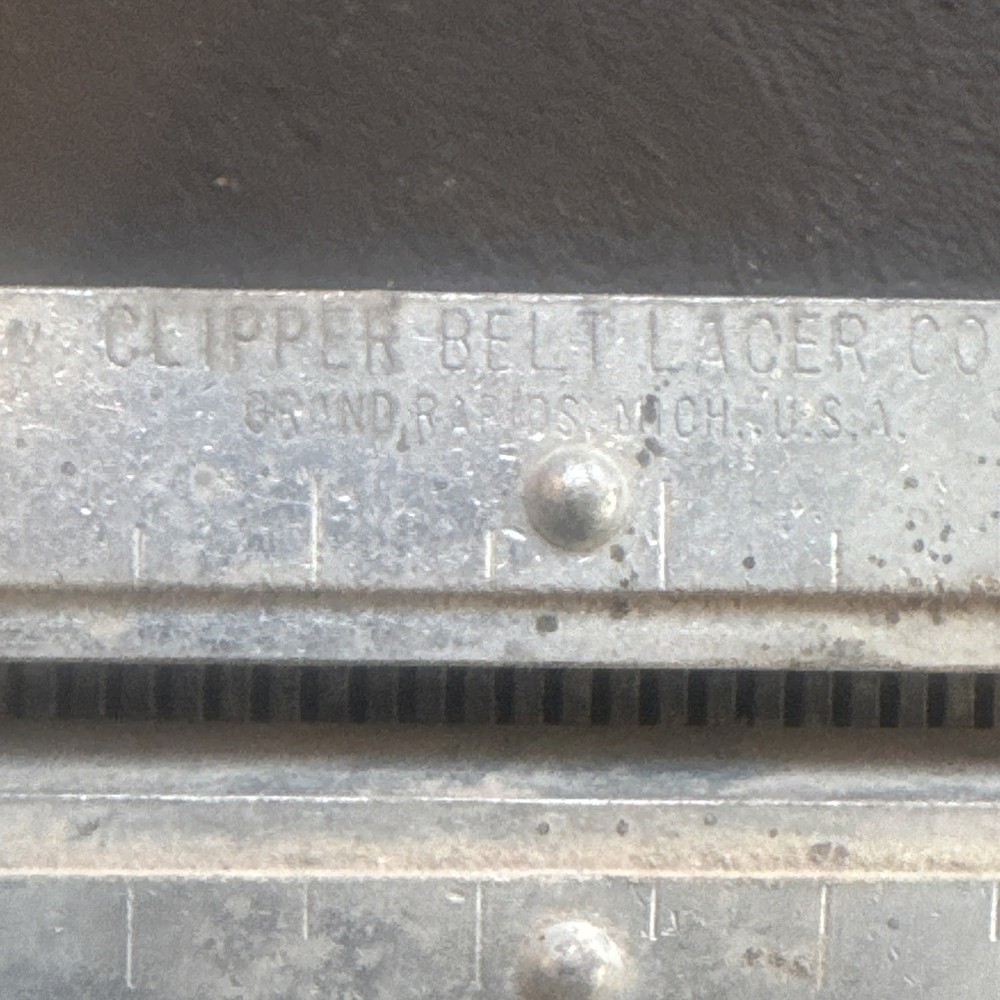 CLIPPER BELT LACER CO
GRAND RAPIDS, MICH., U.S.A.